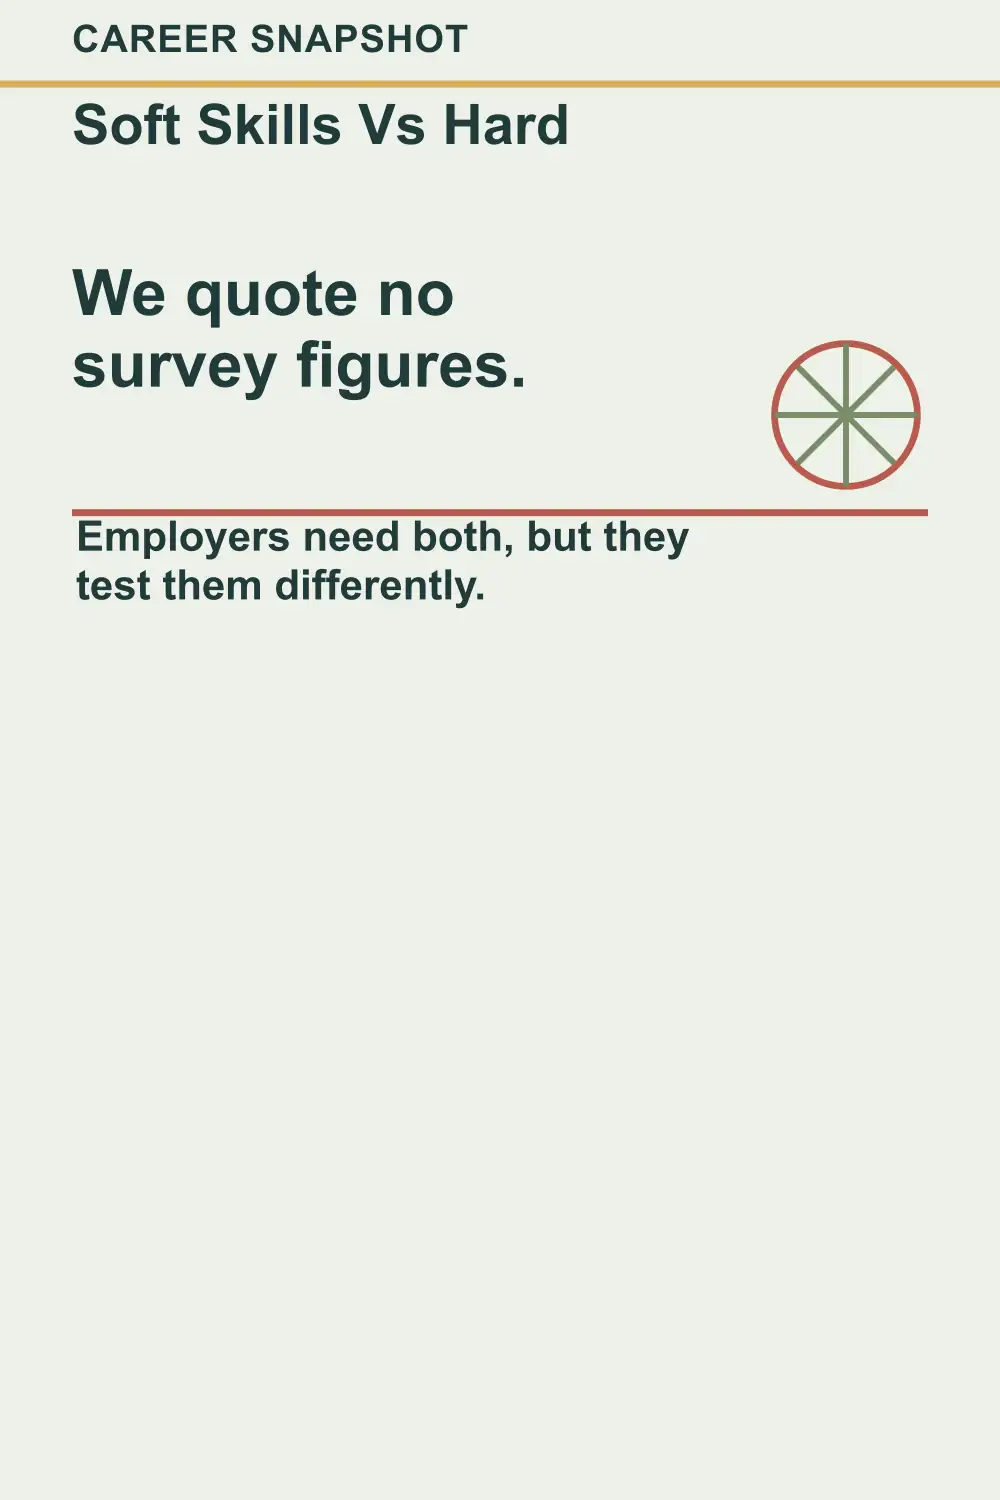 CAREER SNAPSHOT
Soft Skills Vs Hard
We quote no
survey figures.
Employers need both, but they
test them differently.